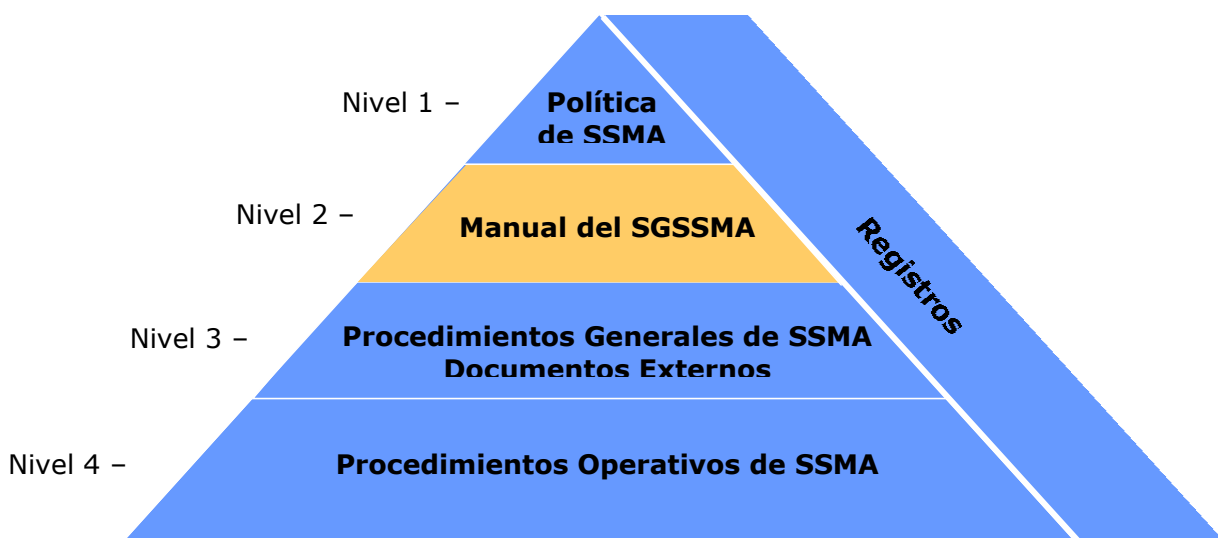 Nivel 1 –
Política
de SSMA
Nivel 2 –
Manual del SGSSMA
Registros
Nivel 3 –
Procedimientos Generales de SSMA
Documentos Externos
Nivel 4 –
Procedimientos Operativos de SSMA